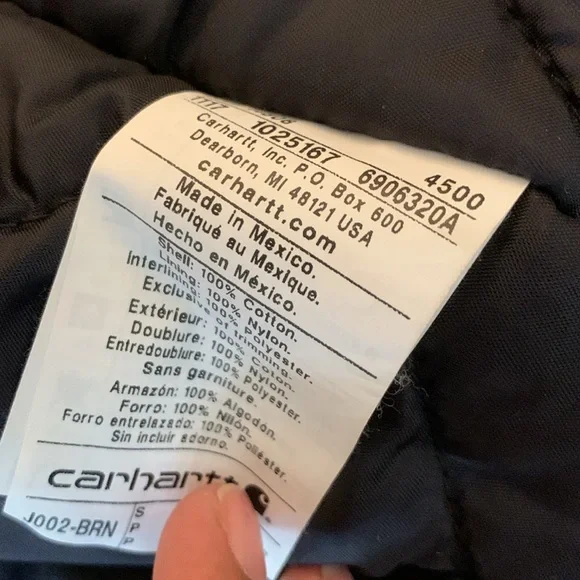 1117 1025167 6906320A 4500
Carhartt, Inc. P.O. Box 600
Dearborn, MI 48121 USA
carhartt.com
Made in Mexico.
Fabriqué au Mexique.
Hecho en México.
Shell: 100% Cotton.
Lining: 100% Nylon.
Interlining: 100% Polyester.
Exclusive of trimming.
Extérieur: 100% Coton.
Doublure: 100% Nylon.
Entredoublure: 100% Polyester.
Sans garniture.
Armazón: 100% Algodón.
Forro: 100% Nilón.
Forro entrelazado: 100% Poliéster.
Sin incluir adorno.
carhartt
J002-BRN
S
P
P